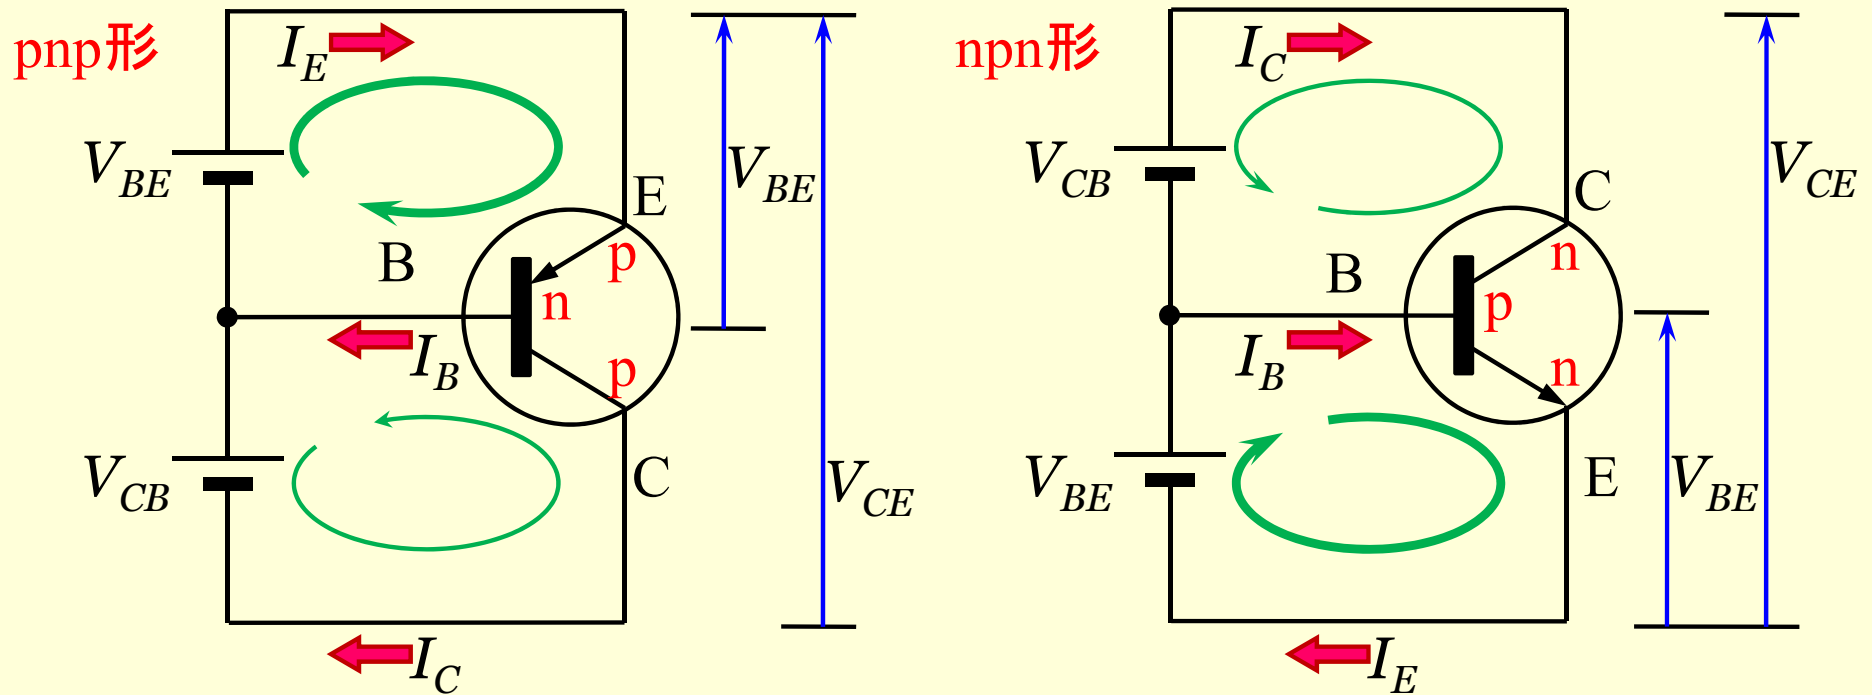 pnp形
I_E
V_BE
V_BE
E
B
p
n
I_B
p
V_CB
C
V_CE
I_C
npn形
I_C
V_CB
V_CE
C
B
n
p
I_B
n
V_BE
E
V_BE
I_E